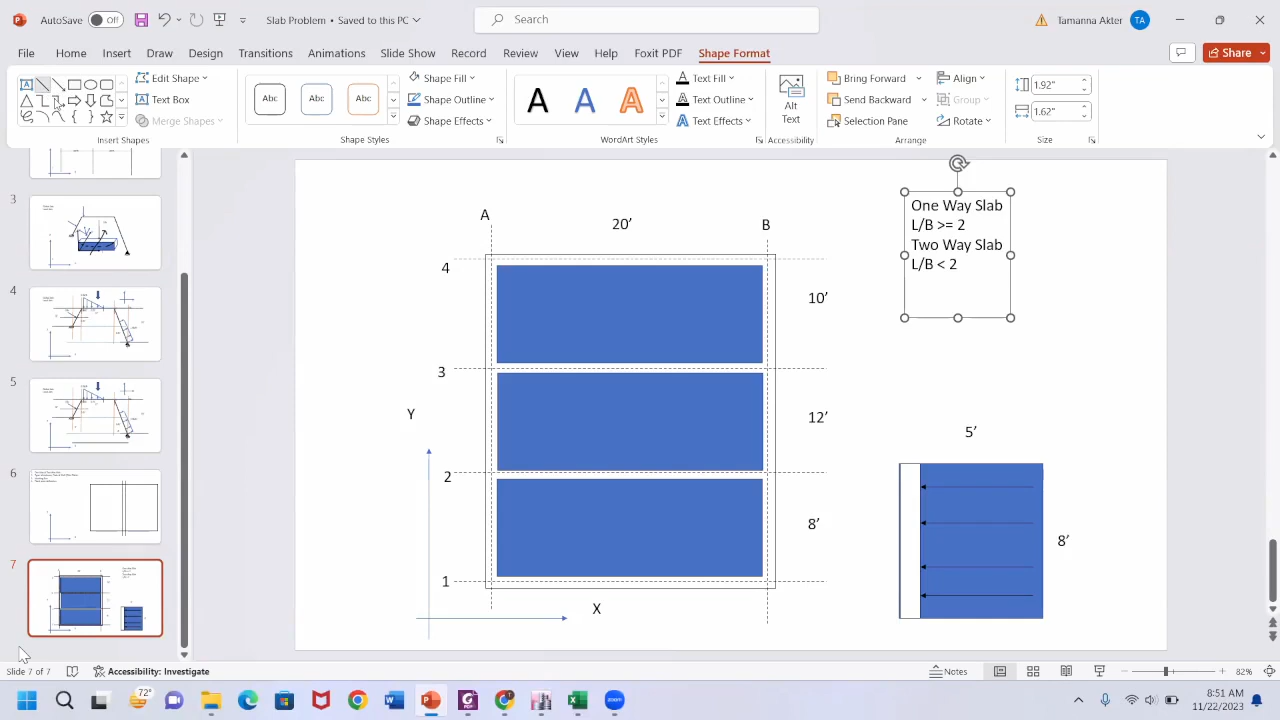 AutoSave Off Slab Problem • Saved to this PC Search Tamanna Akter TA
File Home Insert Draw Design Transitions Animations Slide Show Record Review View Help Foxit PDF Shape Format Share
Edit Shape
Text Box
Merge Shapes
Insert Shapes
Abc Abc Abc
Shape Fill
Shape Outline
Shape Effects
Shape Styles
A A A
Text Fill
Text Outline
Text Effects
WordArt Styles
Alt
Text
Accessibility
Bring Forward
Send Backward
Selection Pane
Align
Group
Rotate
Arrange
1.92"
1.62"
Size
3
4
5
6
7
A
20’
B
4
10’
3
12’
Y
2
8’
1
X
One Way Slab
L/B >= 2
Two Way Slab
L/B < 2
5’
8’
Slide 7 of 7 Accessibility: Investigate Notes 82%
72°
zoom
8:51 AM
11/22/2023